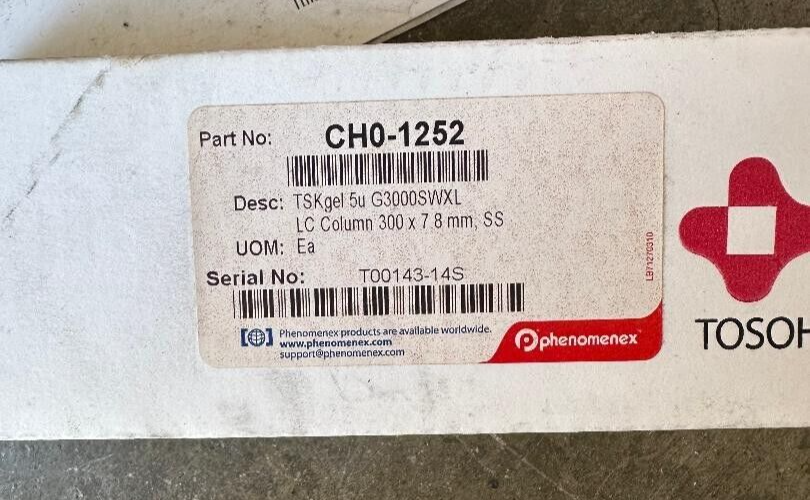 Part No: CH0-1252
Desc: TSKgel 5u G3000SWXL
LC Column 300 x 7.8 mm, SS
UOM: Ea
Serial No: T00143-14S
Phenomenex products are available worldwide.
www.phenomenex.com
support@phenomenex.com
phenomenex
LB71270310
TOSOH